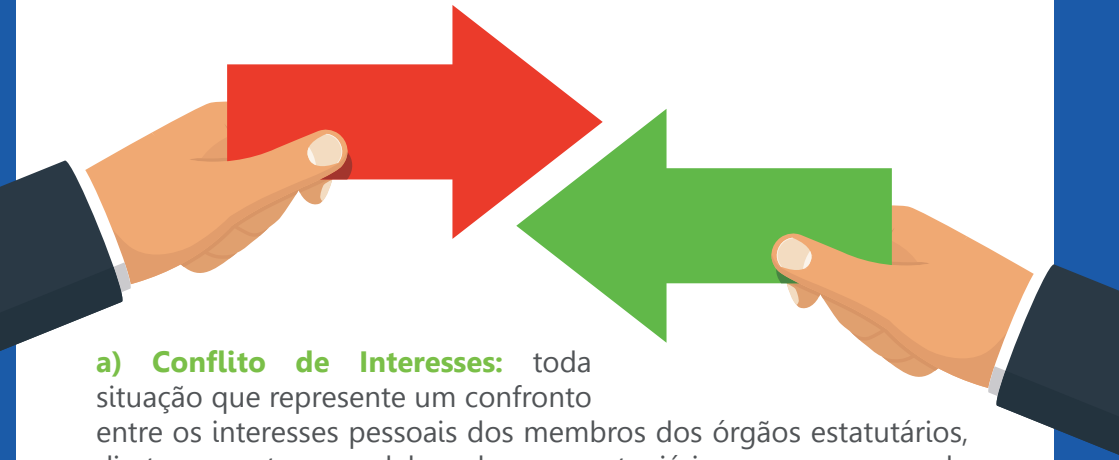 a) Conflito de Interesses: toda
situação que represente um confronto
entre os interesses pessoais dos membros dos órgãos estatutários,